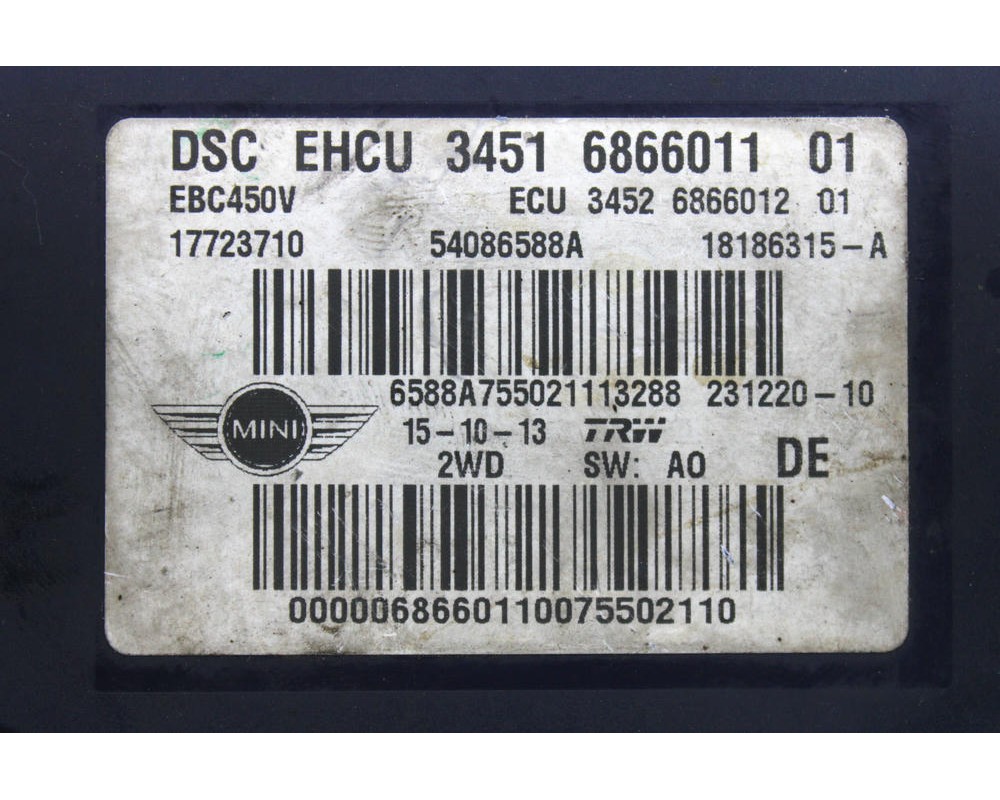 DSC EHCU 3451 6866011 01
EBC450V ECU 3452 6866012 01
17723710 54086588A 18186315-A
6588A755021113288 231220-10
MINI 15-10-13 TRW
2WD SW: A0 DE
0000068660110075502110